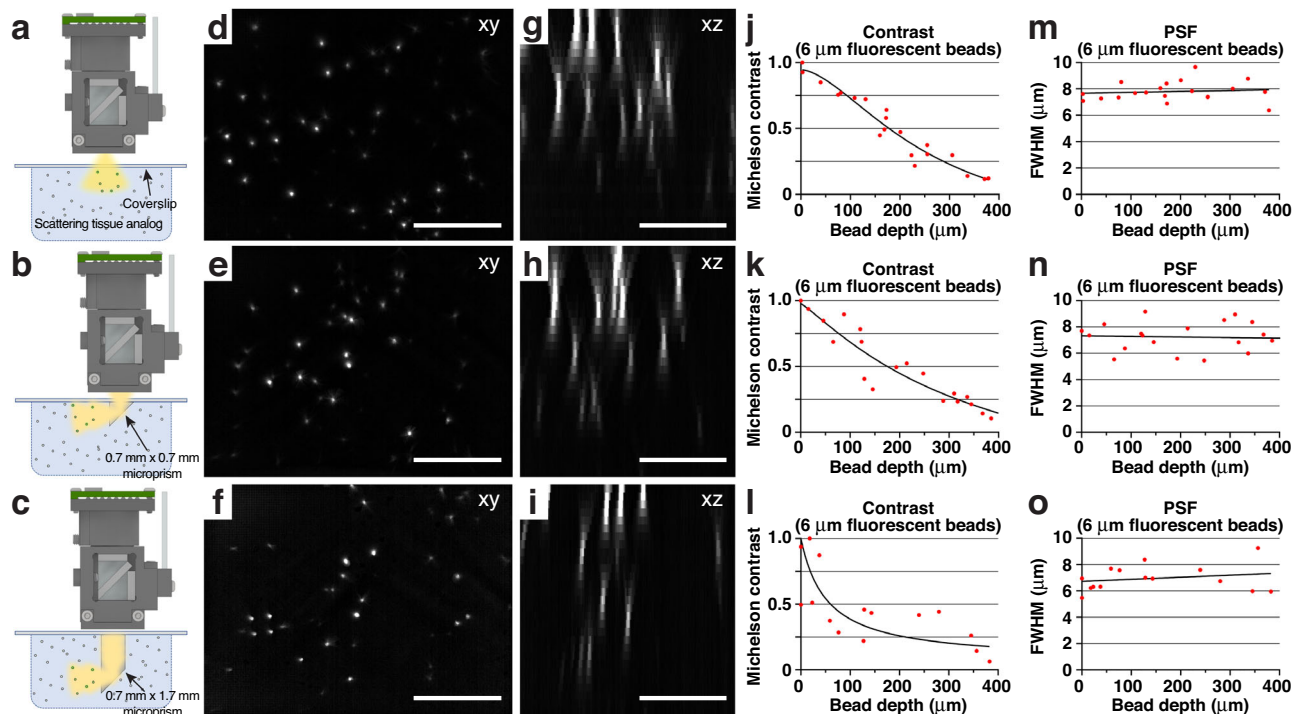 a
Coverslip
Scattering tissue analog
d
xy
g
xz
j
Contrast
(6 μm fluorescent beads)
Michelson contrast
1.0
0.5
0
0 100 200 300 400
Bead depth (μm)
m
PSF
(6 μm fluorescent beads)
FWHM (μm)
10
8
6
4
2
0
0 100 200 300 400
Bead depth (μm)
b
0.7 mm x 0.7 mm
microprism
e
xy
h
xz
k
Contrast
(6 μm fluorescent beads)
Michelson contrast
1.0
0.5
0
0 100 200 300 400
Bead depth (μm)
n
PSF
(6 μm fluorescent beads)
FWHM (μm)
10
8
6
4
2
0
0 100 200 300 400
Bead depth (μm)
c
0.7 mm x 1.7 mm
microprism
f
xy
i
xz
l
Contrast
(6 μm fluorescent beads)
Michelson contrast
1.0
0.5
0
0 100 200 300 400
Bead depth (μm)
o
PSF
(6 μm fluorescent beads)
FWHM (μm)
10
8
6
4
2
0
0 100 200 300 400
Bead depth (μm)